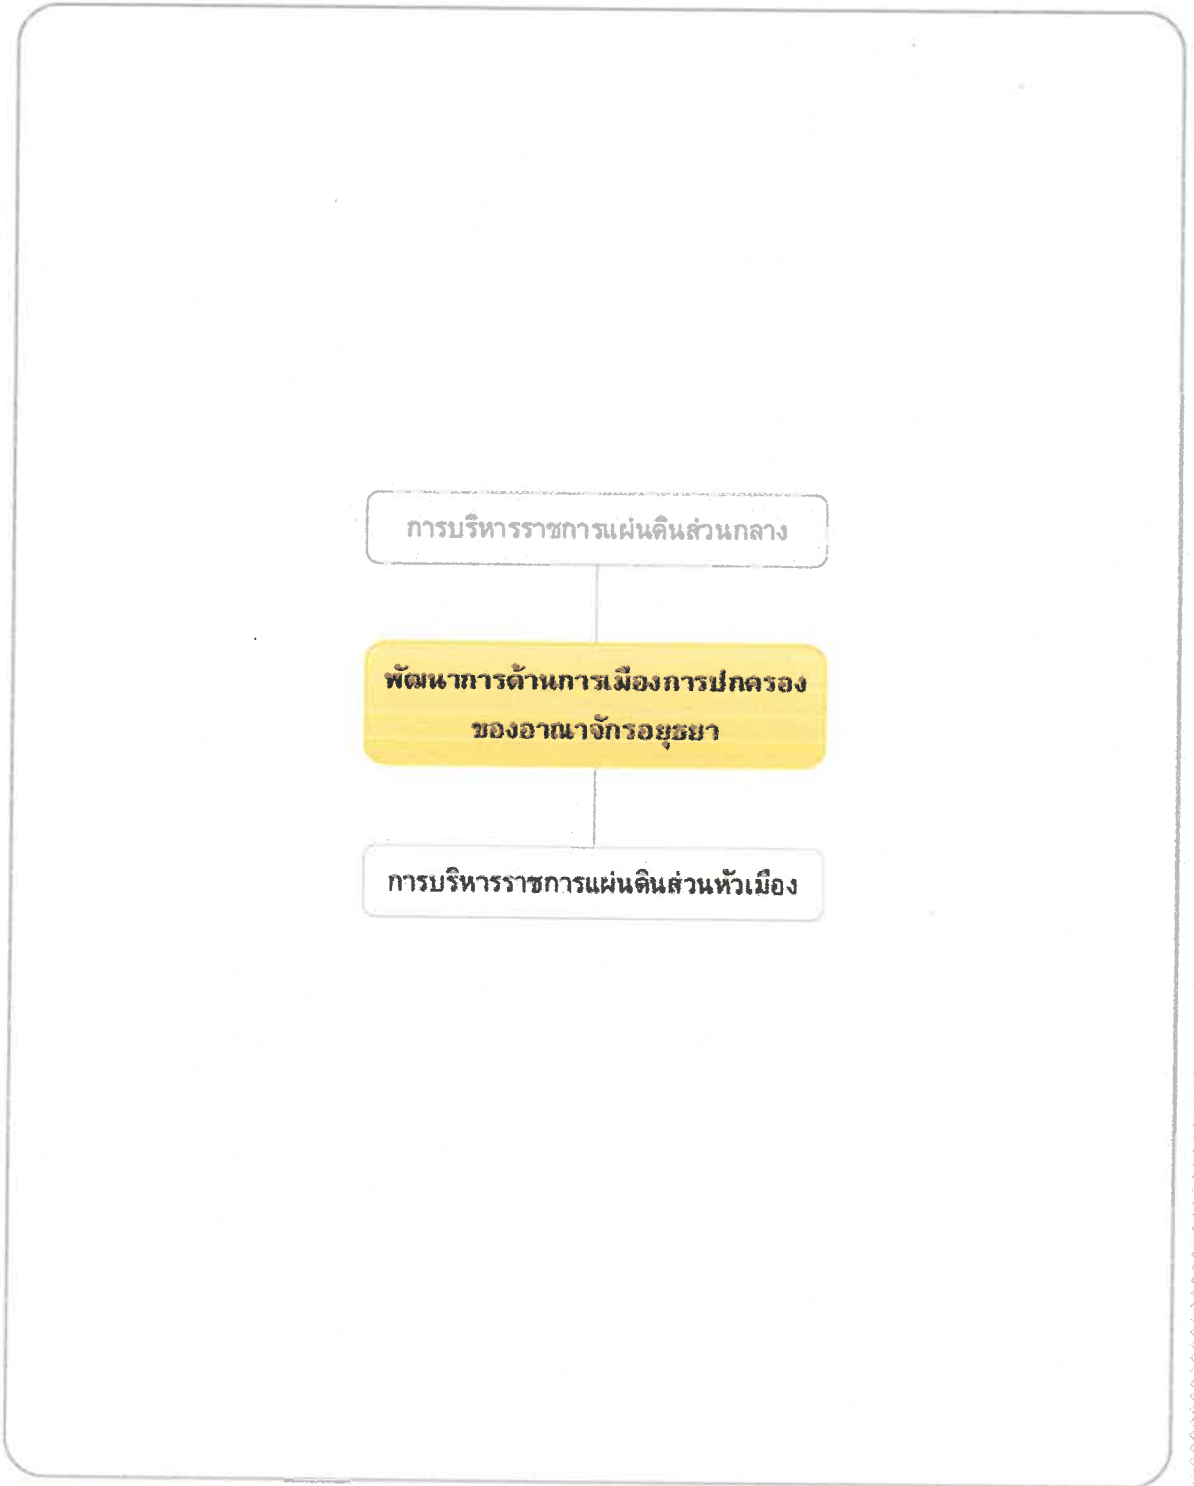 การบริหารราชการแผ่นดินส่วนกลาง
พัฒนาการด้านการเมืองการปกครอง
ของอาณาจักรอยุธยา
การบริหารราชการแผ่นดินส่วนหัวเมือง